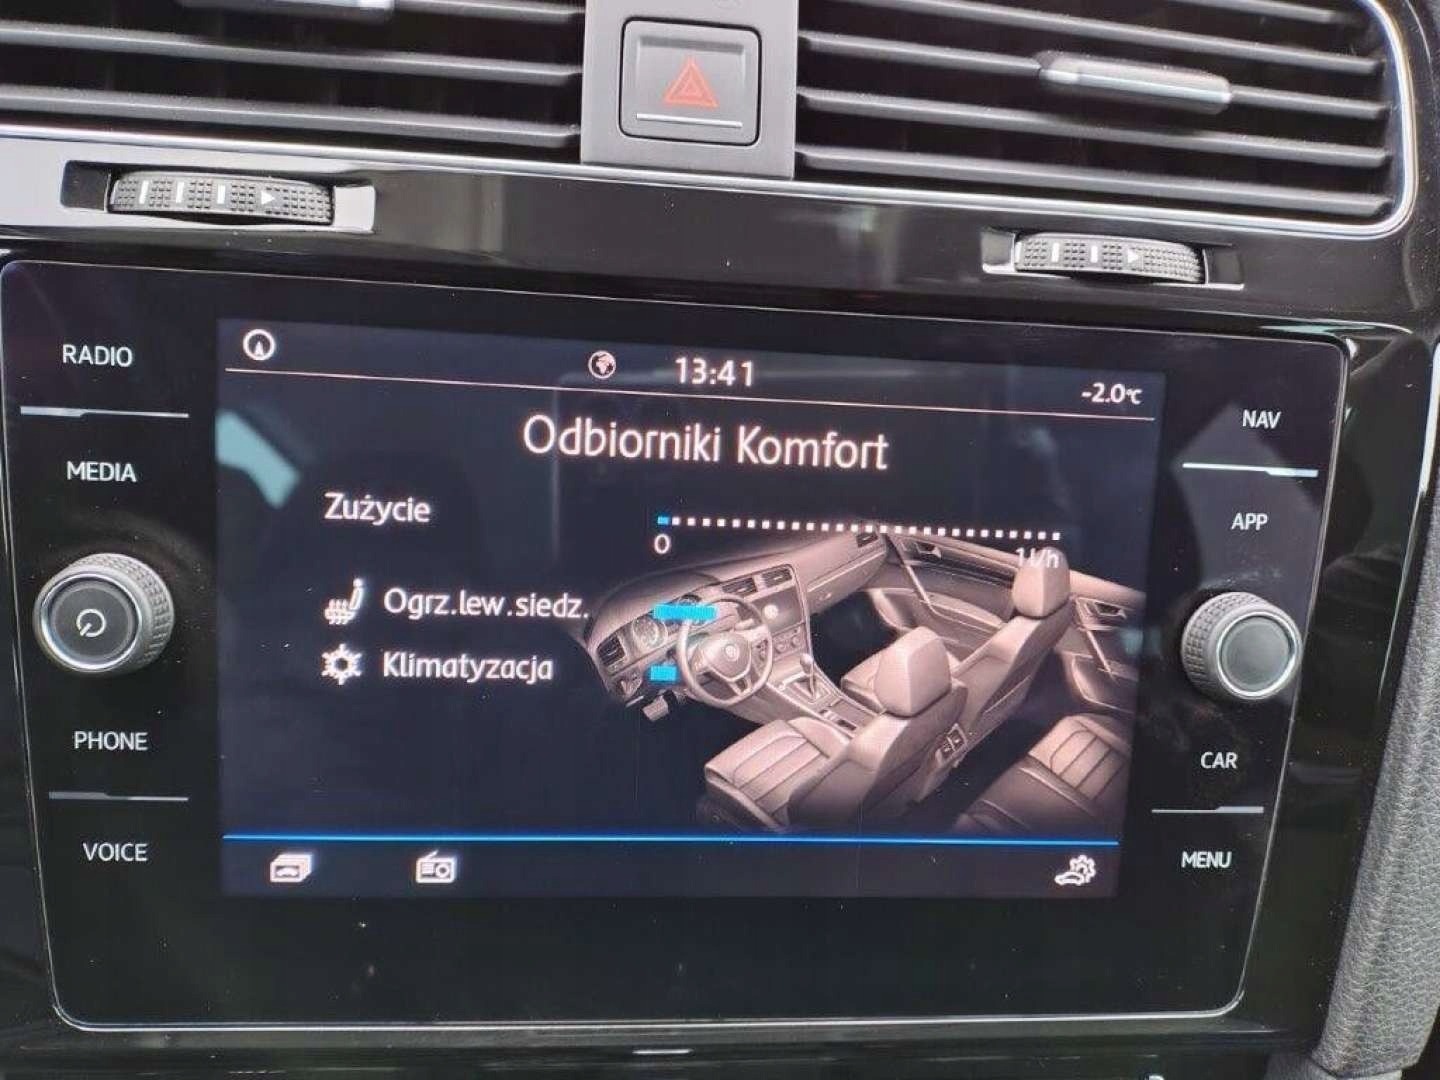 RADIO
MEDIA
PHONE
VOICE
13:41
-2.0°C
Odbiorniki Komfort
Zużycie
0
1l/h
Ogrz.lew.siedz.
Klimatyzacja
NAV
APP
CAR
MENU